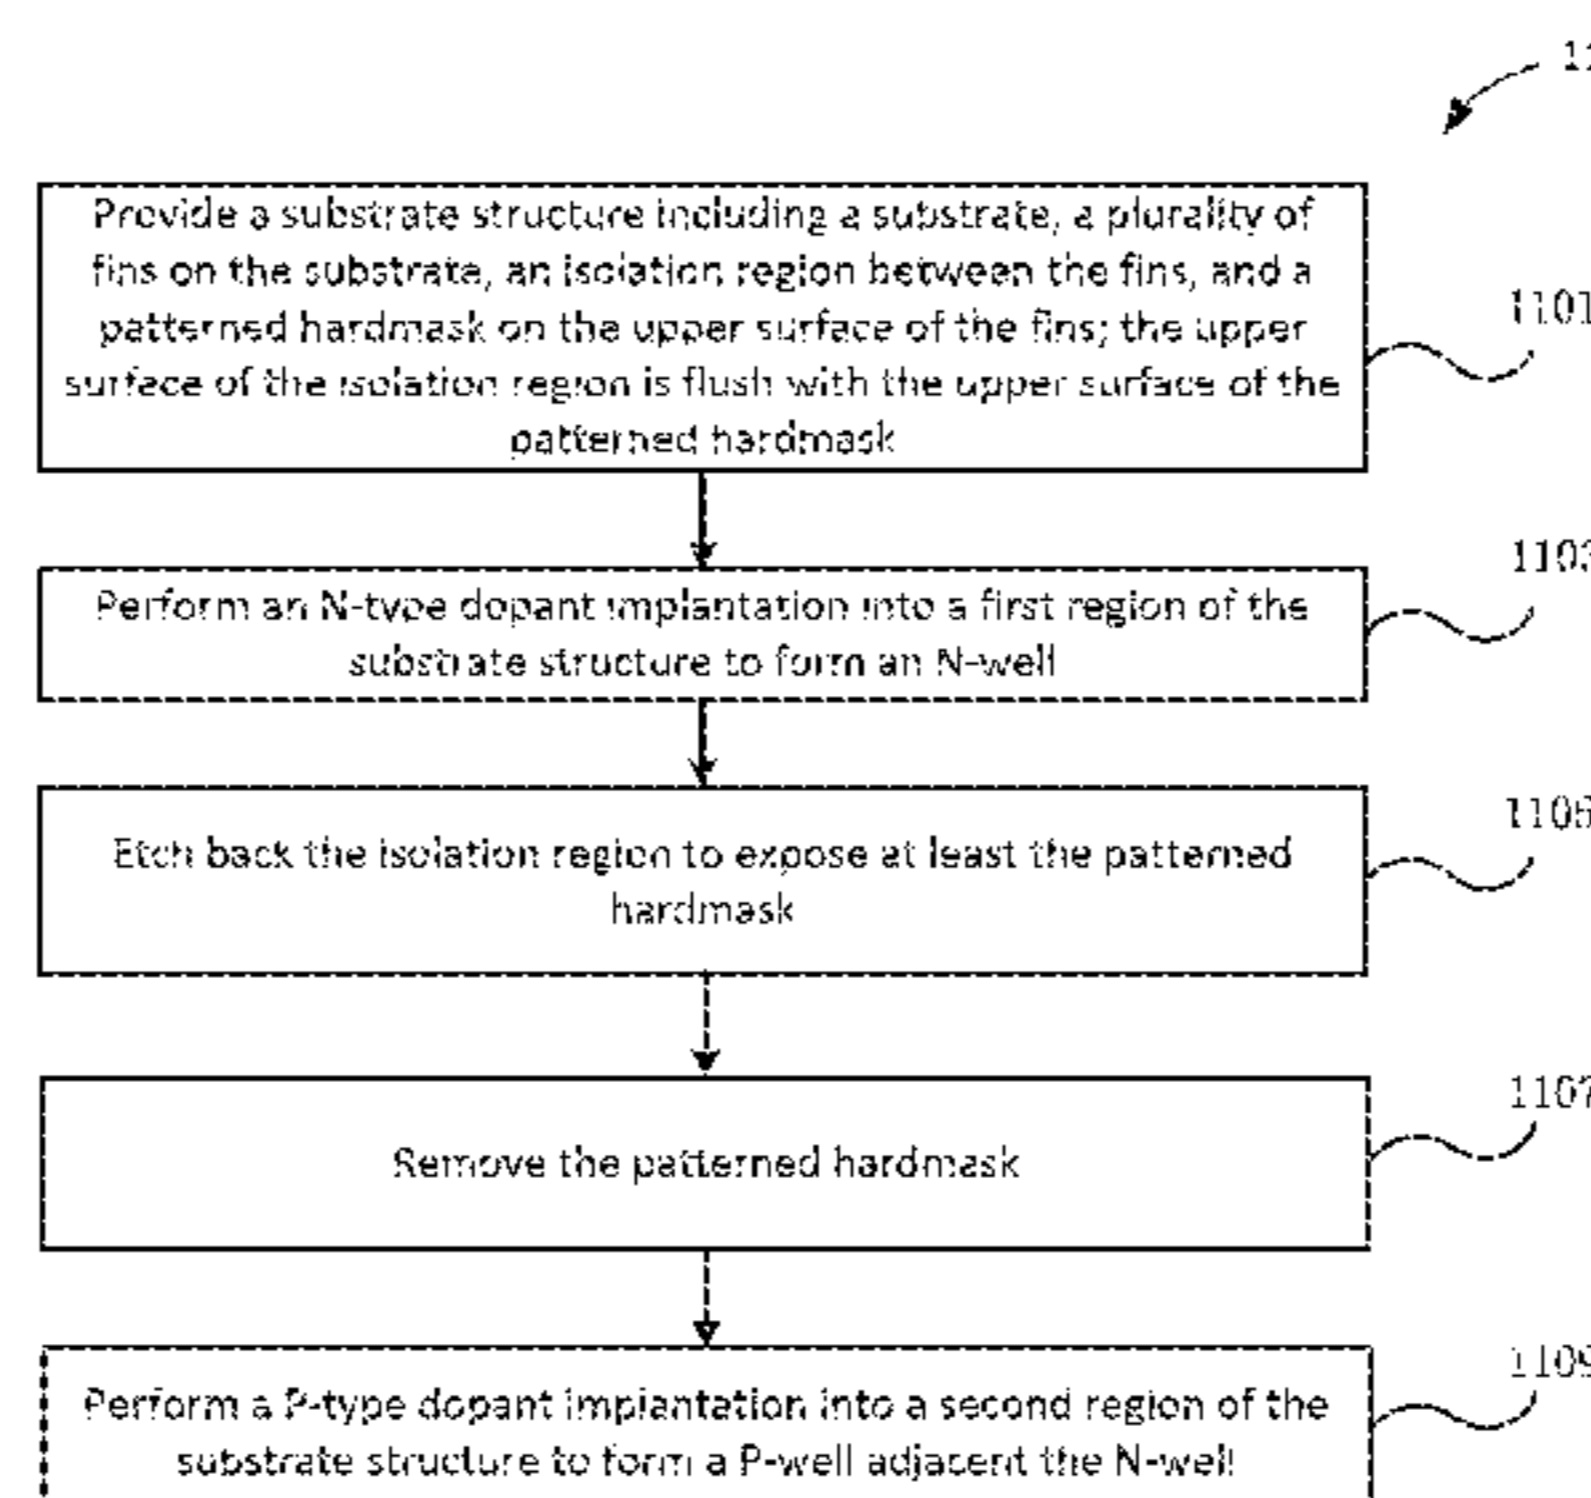 11
Provide a substrate structure including a substrate, a plurality of
fins on the substrate, an isolation region between the fins, and a
patterned hardmask on the upper surface of the fins; the upper
surface of the isolation region is flush with the upper surface of the
patterned hardmask
1101
Perform an N-type dopant implantation into a first region of the
substrate structure to form an N-well
1103
Etch back the isolation region to expose at least the patterned
hardmask
Remove the patterned hardmask
1107
Perform a P-type dopant implantation into a second region of the
substrate structure to form a P-well adjacent the N-well
1109